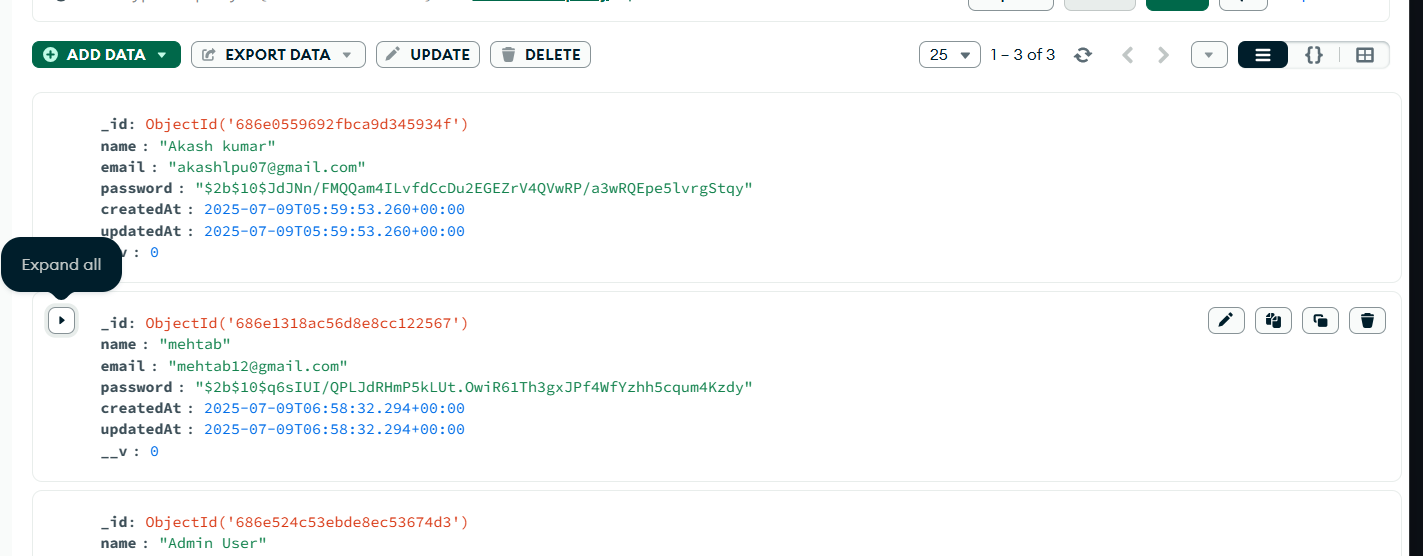 ADD DATA EXPORT DATA UPDATE DELETE 25 1 – 3 of 3 {}
_id: ObjectId('686e0559692fbca9d345934f')
name : "Akash kumar"
email : "akashlpu07@gmail.com"
password : "$2b$10$JdJNn/FMQQam4ILvfdCcDu2EGEZrV4QVwRP/a3wRQEpe5lvrgStqy"
createdAt : 2025-07-09T05:59:53.260+00:00
updatedAt : 2025-07-09T05:59:53.260+00:00
v : 0
Expand all
_id: ObjectId('686e1318ac56d8e8cc122567')
name : "mehtab"
email : "mehtab12@gmail.com"
password : "$2b$10$q6sIUI/QPLJdRHmP5kLUt.OwiR61Th3gxJPf4WfYzhh5cqum4Kzdy"
createdAt : 2025-07-09T06:58:32.294+00:00
updatedAt : 2025-07-09T06:58:32.294+00:00
__v : 0
_id: ObjectId('686e524c53ebde8ec53674d3')
name : "Admin User"